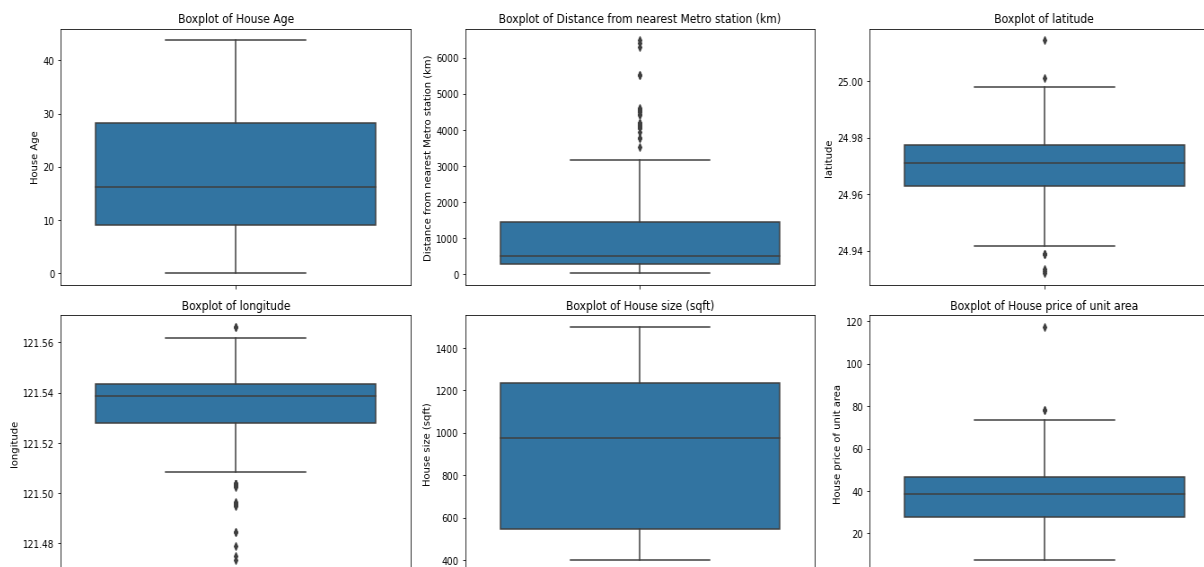 Boxplot of House Age
House Age
40
30
20
10
0
Boxplot of Distance from nearest Metro station (km)
Distance from nearest Metro station (km)
6000
5000
4000
3000
2000
1000
0
Boxplot of latitude
latitude
25.00
24.98
24.96
24.94
Boxplot of longitude
longitude
121.56
121.54
121.52
121.50
121.48
Boxplot of House size (sqft)
House size (sqft)
1400
1200
1000
800
600
400
Boxplot of House price of unit area
House price of unit area
120
100
80
60
40
20